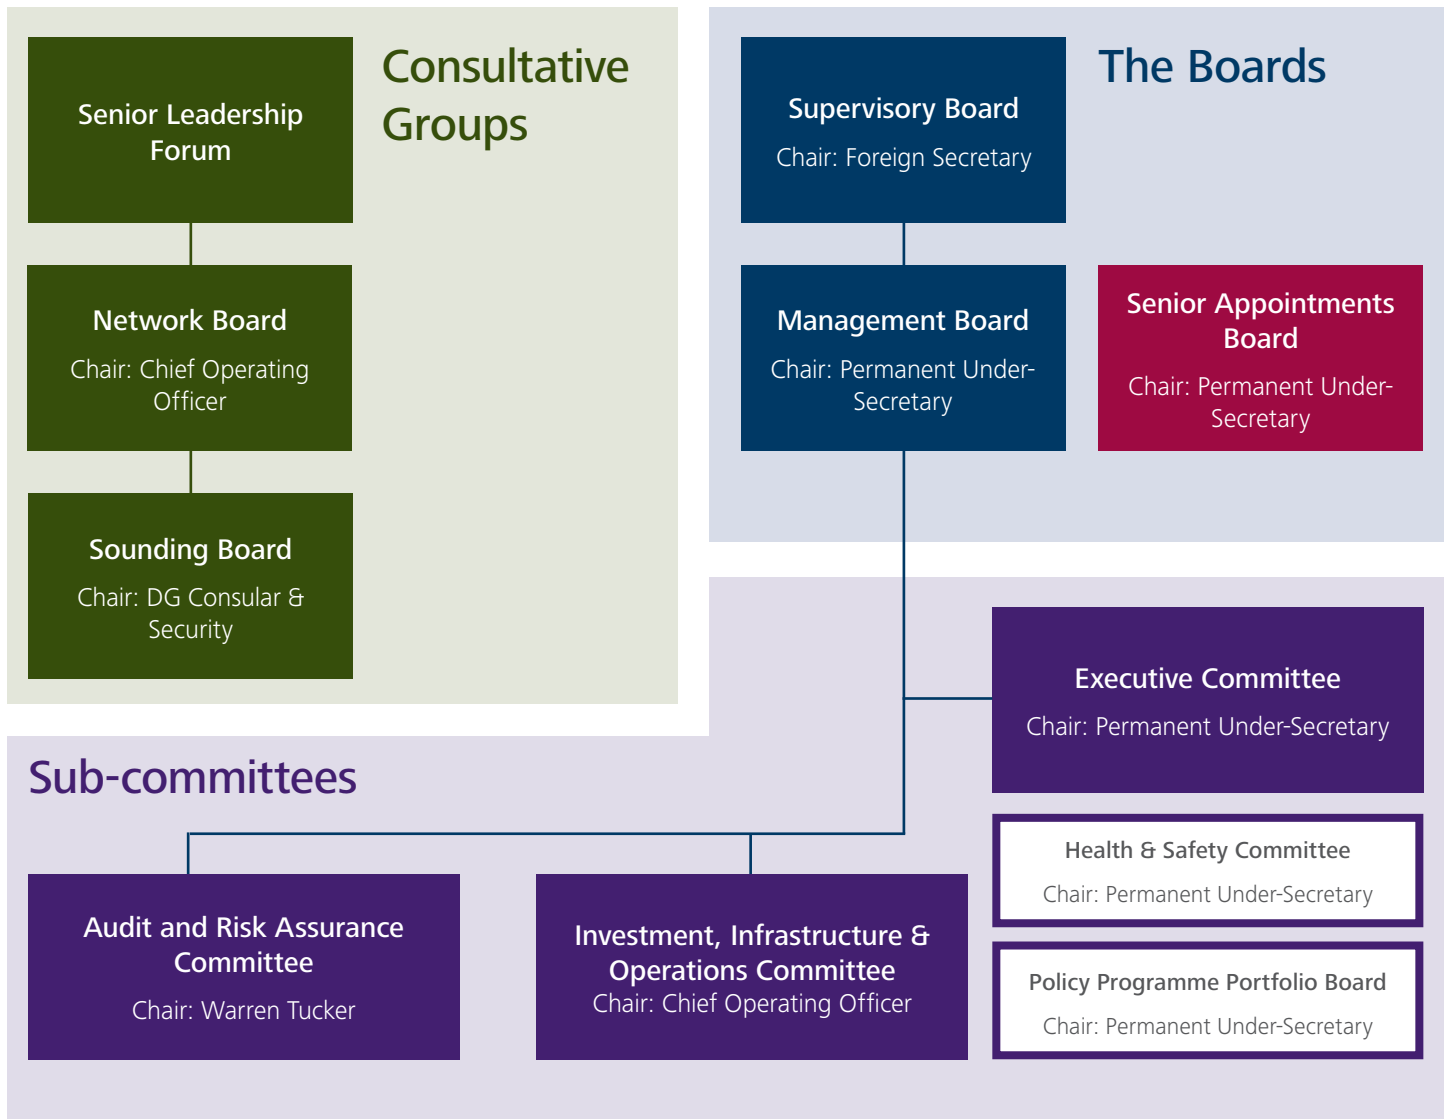 Consultative
Groups
Senior Leadership
Forum
Network Board
Chair: Chief Operating
Officer
Sounding Board
Chair: DG Consular &
Security
The Boards
Supervisory Board
Chair: Foreign Secretary
Management Board
Chair: Permanent Under-
Secretary
Senior Appointments
Board
Chair: Permanent Under-
Secretary
Sub-committees
Executive Committee
Chair: Permanent Under-Secretary
Health & Safety Committee
Chair: Permanent Under-Secretary
Policy Programme Portfolio Board
Chair: Permanent Under-Secretary
Audit and Risk Assurance
Committee
Chair: Warren Tucker
Investment, Infrastructure &
Operations Committee
Chair: Chief Operating Officer